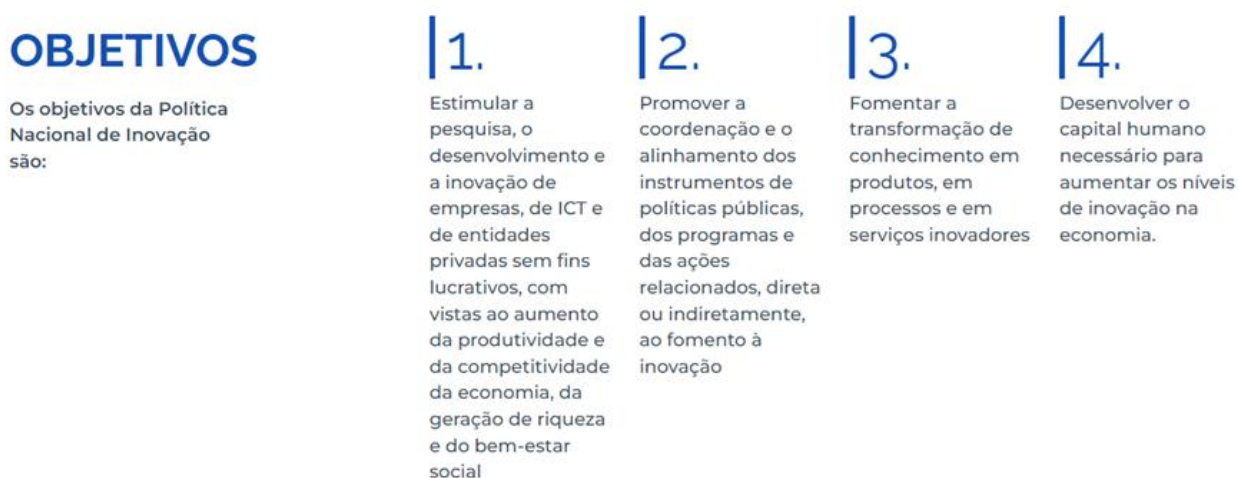 OBJETIVOS
Os objetivos da Política
Nacional de Inovação
são:
1.
Estimular a
pesquisa, o
desenvolvimento e
a inovação de
empresas, de ICT e
de entidades
privadas sem fins
lucrativos, com
vistas ao aumento
da produtividade e
da competitividade
da economia, da
geração de riqueza
e do bem-estar
social
2.
Promover a
coordenação e o
alinhamento dos
instrumentos de
políticas públicas,
dos programas e
das ações
relacionados, direta
ou indiretamente,
ao fomento à
inovação
3.
Fomentar a
transformação de
conhecimento em
produtos, em
processos e em
serviços inovadores
4.
Desenvolver o
capital humano
necessário para
aumentar os níveis
de inovação na
economia.